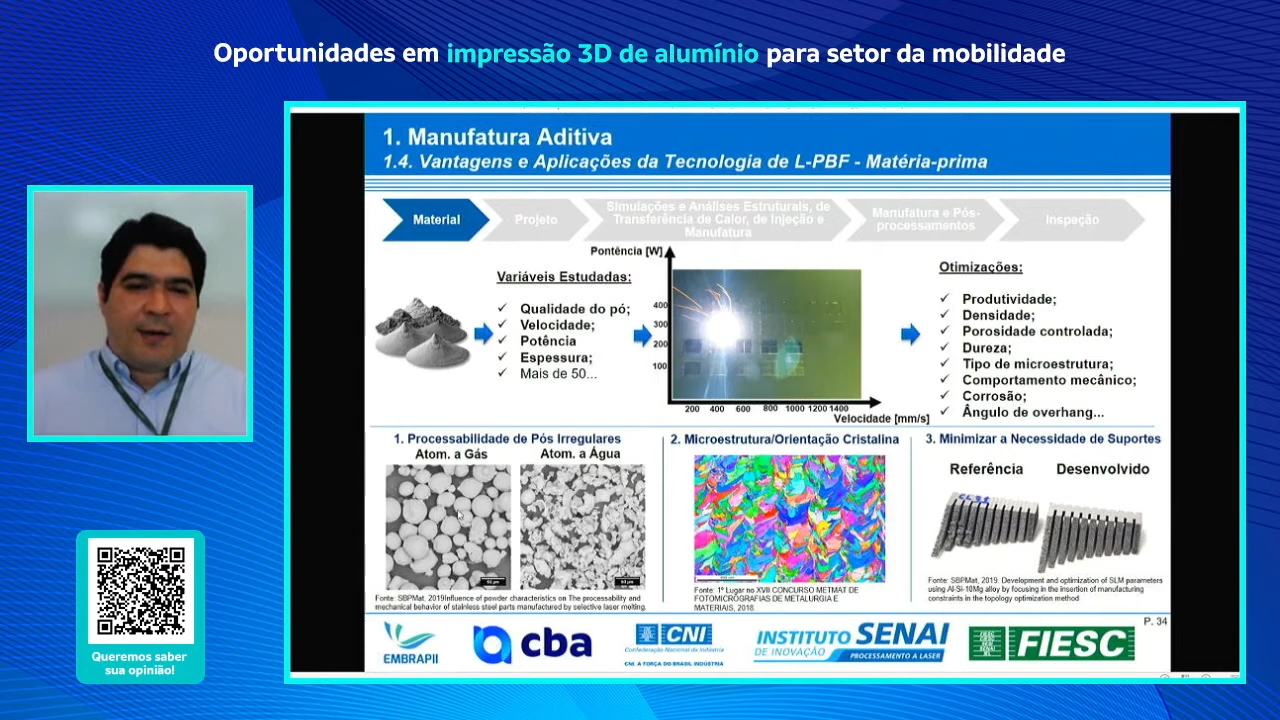 Oportunidades em impressão 3D de alumínio para setor da mobilidade
1. Manufatura Aditiva
1.4. Vantagens e Aplicações da Tecnologia de L-PBF - Matéria-prima
Material
Projeto
Simulações e Análises Estruturais, de
Transferência de Calor, de Injeção e
Manufatura
Manufatura e Pós-
processamentos
Inspeção
Variáveis Estudadas:
✓ Qualidade do pó;
✓ Velocidade;
✓ Potência
✓ Espessura;
✓ Mais de 50...
Pontência [W]
400
300
200
100
200 400 600 800 1000 1200 1400
Velocidade [mm/s]
Otimizações:
✓ Produtividade;
✓ Densidade;
✓ Porosidade controlada;
✓ Dureza;
✓ Tipo de microestrutura;
✓ Comportamento mecânico;
✓ Corrosão;
✓ Ângulo de overhang...
1. Processabilidade de Pós Irregulares
Atom. a Gás Atom. a Água
Fonte: SBPMat, 2019Influence of powder characteristics on The processability and
mechanical behavior of stainless steel parts manufactured by selective laser melting.
2. Microestrutura/Orientação Cristalina
Fonte: 1º Lugar no XVII CONCURSO METMAT DE
FOTOMICROGRAFIAS DE METALURGIA E
MATERIAIS, 2018.
3. Minimizar a Necessidade de Suportes
Referência Desenvolvido
Fonte: SBPMat, 2019. Development and optimization of SLM parameters
using Al-Si-10Mg alloy by focusing in the insertion of manufacturing
constraints in the topology optimization method
P. 34
EMBRAPII
cba
CNI
Confederação Nacional da Indústria
CNI. A FORÇA DO BRASIL INDÚSTRIA
INSTITUTO SENAI
DE INOVAÇÃO PROCESSAMENTO A LASER
FIESC
Queremos saber
sua opinião!